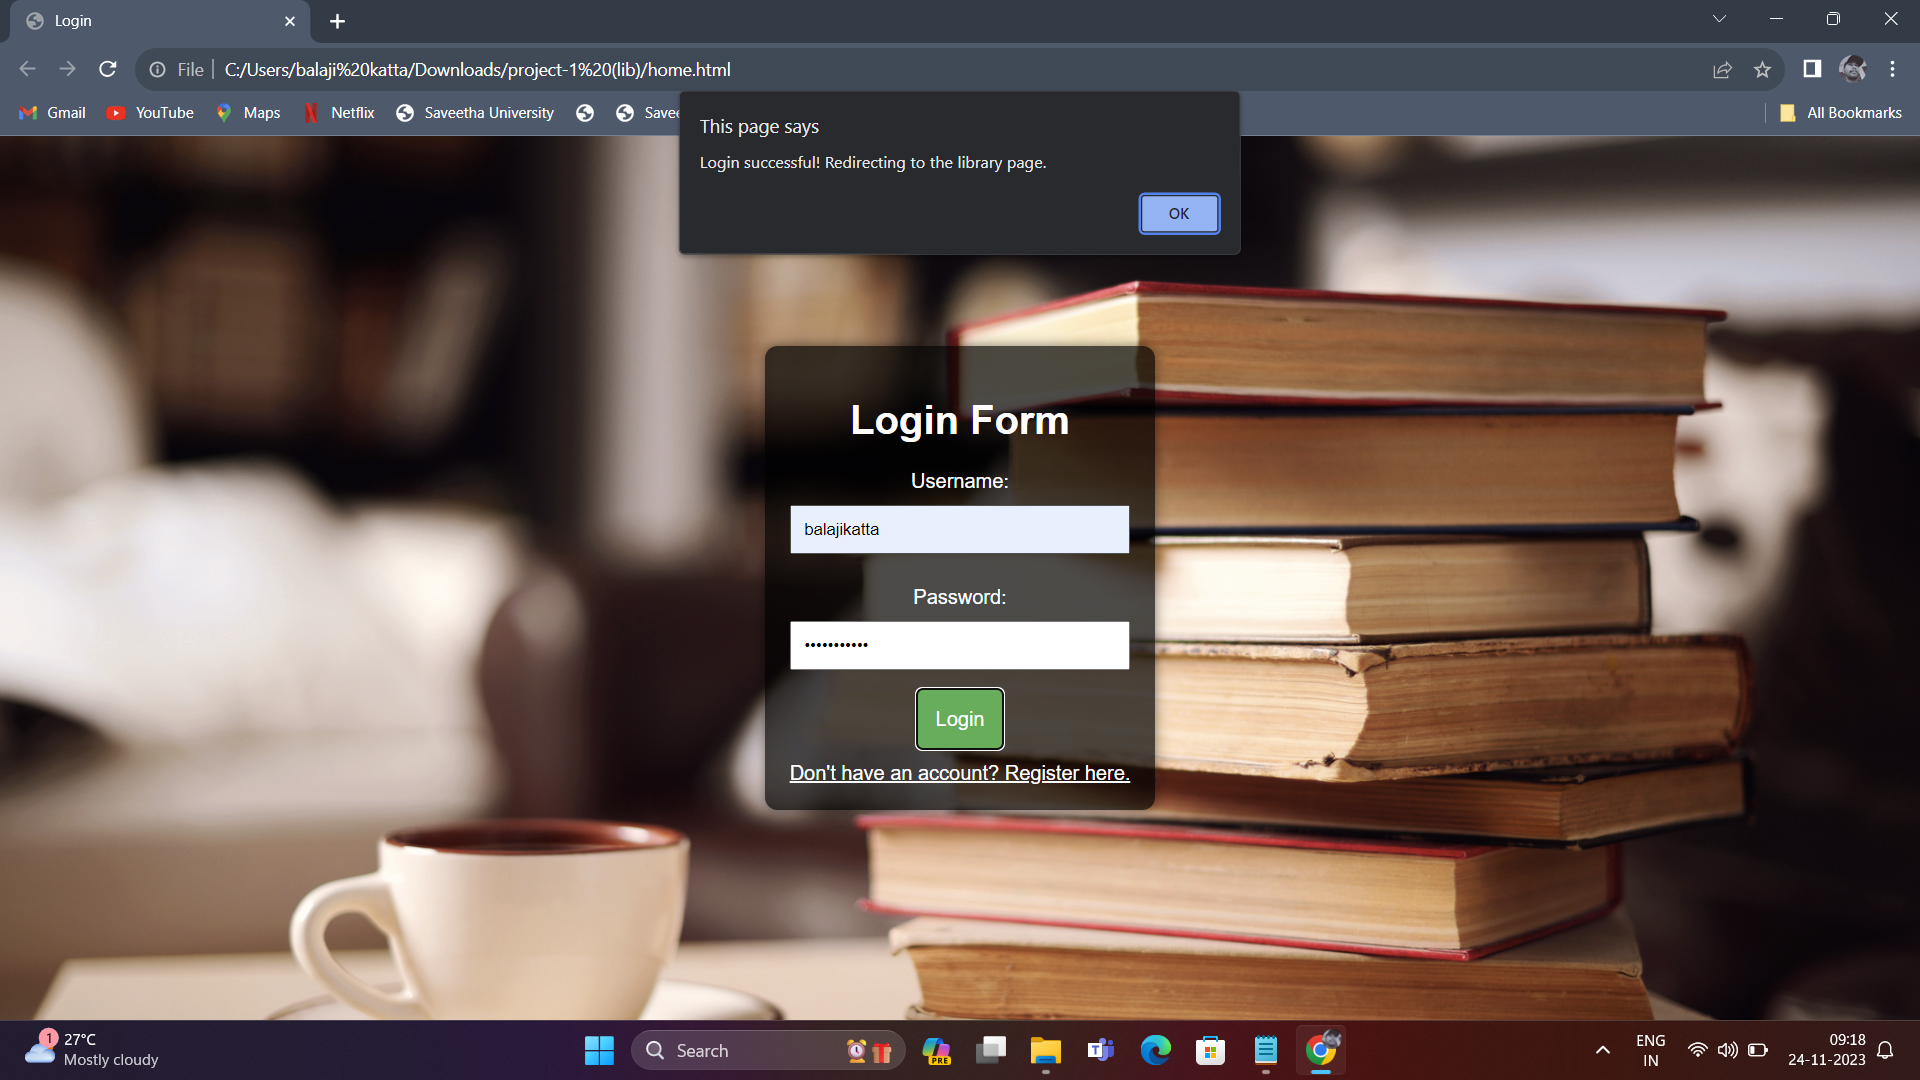 Login
File
C:/Users/balaji%20katta/Downloads/project-1%20(lib)/home.html
Gmail
YouTube
Maps
Netflix
Saveetha University
Savee
All Bookmarks
This page says
Login successful! Redirecting to the library page.
OK
Login Form
Username:
balajikatta
Password:
•••••••••••
Login
Don't have an account? Register here.
1
27°C
Mostly cloudy
Search
PRE
ENG
IN
09:18
24-11-2023